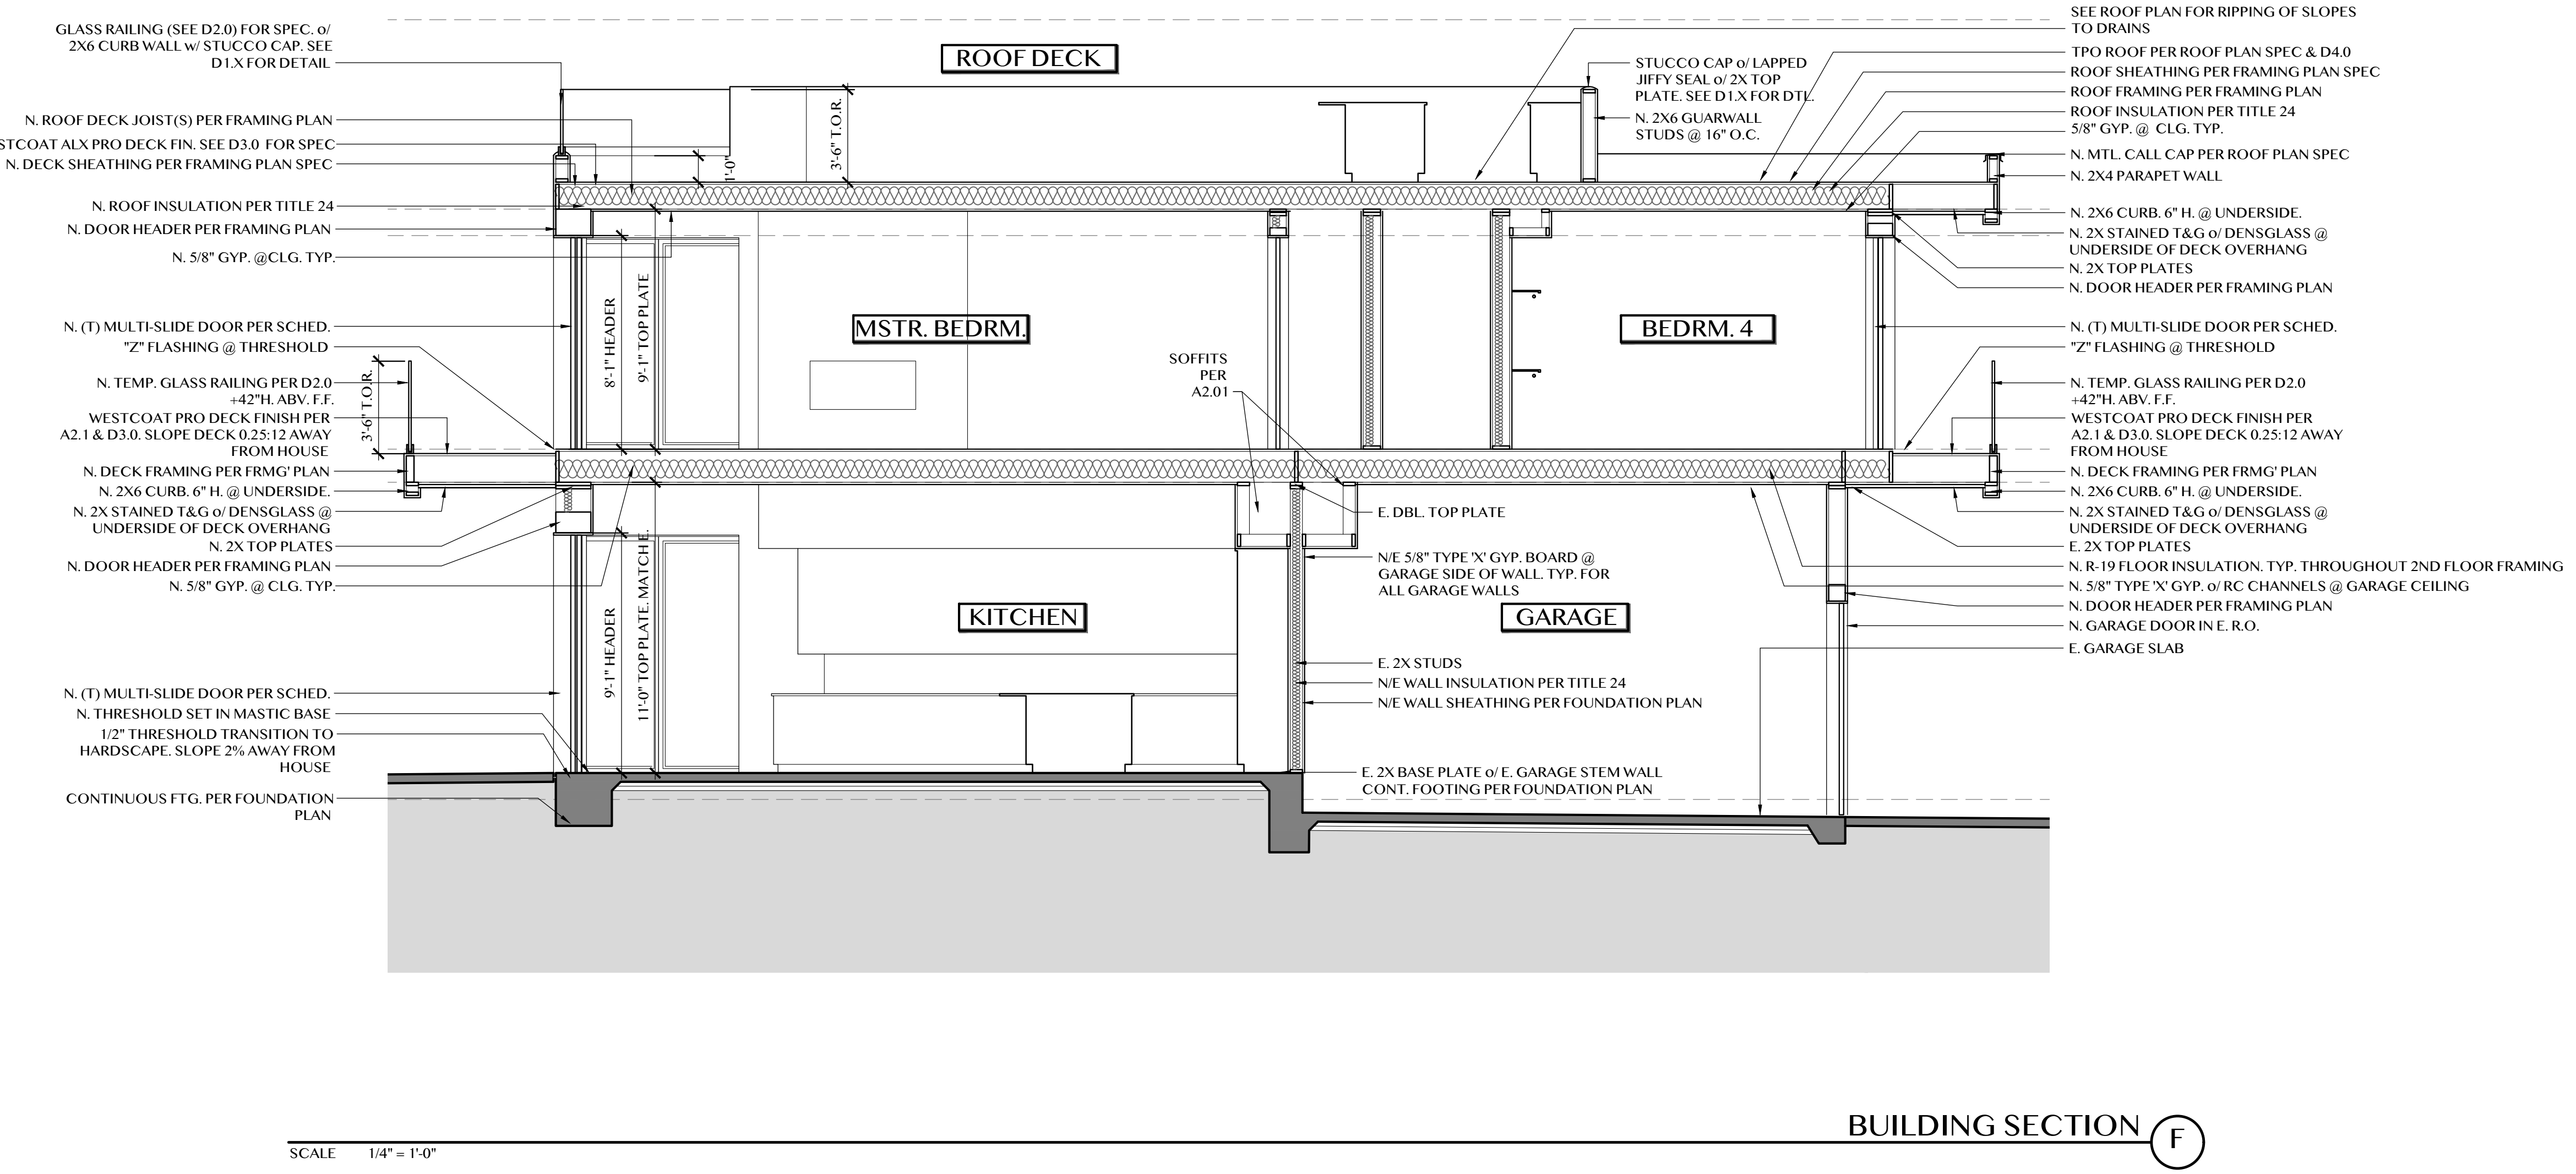 GLASS RAILING (SEE D2.0) FOR SPEC. o/
2X6 CURB WALL w/ STUCCO CAP. SEE
D1.X FOR DETAIL
N. ROOF DECK JOIST(S) PER FRAMING PLAN
STCOAT ALX PRO DECK FIN. SEE D3.0 FOR SPEC
N. DECK SHEATHING PER FRAMING PLAN SPEC
N. ROOF INSULATION PER TITLE 24
N. DOOR HEADER PER FRAMING PLAN
N. 5/8" GYP. @CLG. TYP.
N. (T) MULTI-SLIDE DOOR PER SCHED.
"Z" FLASHING @ THRESHOLD
N. TEMP. GLASS RAILING PER D2.0
+42"H. ABV. F.F.
WESTCOAT PRO DECK FINISH PER
A2.1 & D3.0. SLOPE DECK 0.25:12 AWAY
FROM HOUSE
N. DECK FRAMING PER FRMG' PLAN
N. 2X6 CURB. 6" H. @ UNDERSIDE.
N. 2X STAINED T&G o/ DENSGLASS @
UNDERSIDE OF DECK OVERHANG
N. 2X TOP PLATES
N. DOOR HEADER PER FRAMING PLAN
N. 5/8" GYP. @ CLG. TYP.
N. (T) MULTI-SLIDE DOOR PER SCHED.
N. THRESHOLD SET IN MASTIC BASE
1/2" THRESHOLD TRANSITION TO
HARDSCAPE. SLOPE 2% AWAY FROM
HOUSE
CONTINUOUS FTG. PER FOUNDATION
PLAN
3'-6" T.O.R.
ROOF DECK
1'-0"
3'-6" T.O.R.
STUCCO CAP o/ LAPPED
JIFFY SEAL o/ 2X TOP
PLATE. SEE D1.X FOR DTL.
N. 2X6 GUARWALL
STUDS @ 16" O.C.
8'-1" HEADER
9'-1" TOP PLATE
MSTR. BEDRM.
BEDRM. 4
SOFFITS
PER
A2.01
E. DBL. TOP PLATE
N/E 5/8" TYPE 'X' GYP. BOARD @
GARAGE SIDE OF WALL. TYP. FOR
ALL GARAGE WALLS
9'-1" HEADER
11'-0" TOP PLATE. MATCH E.
KITCHEN
GARAGE
E. 2X STUDS
N/E WALL INSULATION PER TITLE 24
N/E WALL SHEATHING PER FOUNDATION PLAN
E. 2X BASE PLATE o/ E. GARAGE STEM WALL
CONT. FOOTING PER FOUNDATION PLAN
SEE ROOF PLAN FOR RIPPING OF SLOPES
TO DRAINS
TPO ROOF PER ROOF PLAN SPEC & D4.0
ROOF SHEATHING PER FRAMING PLAN SPEC
ROOF FRAMING PER FRAMING PLAN
ROOF INSULATION PER TITLE 24
5/8" GYP. @ CLG. TYP.
N. MTL. CALL CAP PER ROOF PLAN SPEC
N. 2X4 PARAPET WALL
N. 2X6 CURB. 6" H. @ UNDERSIDE.
N. 2X STAINED T&G o/ DENSGLASS @
UNDERSIDE OF DECK OVERHANG
N. 2X TOP PLATES
N. DOOR HEADER PER FRAMING PLAN
N. (T) MULTI-SLIDE DOOR PER SCHED.
"Z" FLASHING @ THRESHOLD
N. TEMP. GLASS RAILING PER D2.0
+42"H. ABV. F.F.
WESTCOAT PRO DECK FINISH PER
A2.1 & D3.0. SLOPE DECK 0.25:12 AWAY
FROM HOUSE
N. DECK FRAMING PER FRMG' PLAN
N. 2X6 CURB. 6" H. @ UNDERSIDE.
N. 2X STAINED T&G o/ DENSGLASS @
UNDERSIDE OF DECK OVERHANG
E. 2X TOP PLATES
N. R-19 FLOOR INSULATION. TYP. THROUGHOUT 2ND FLOOR FRAMING
N. 5/8" TYPE 'X' GYP. o/ RC CHANNELS @ GARAGE CEILING
N. DOOR HEADER PER FRAMING PLAN
N. GARAGE DOOR IN E. R.O.
E. GARAGE SLAB
BUILDING SECTION F
SCALE 1/4" = 1'-0"